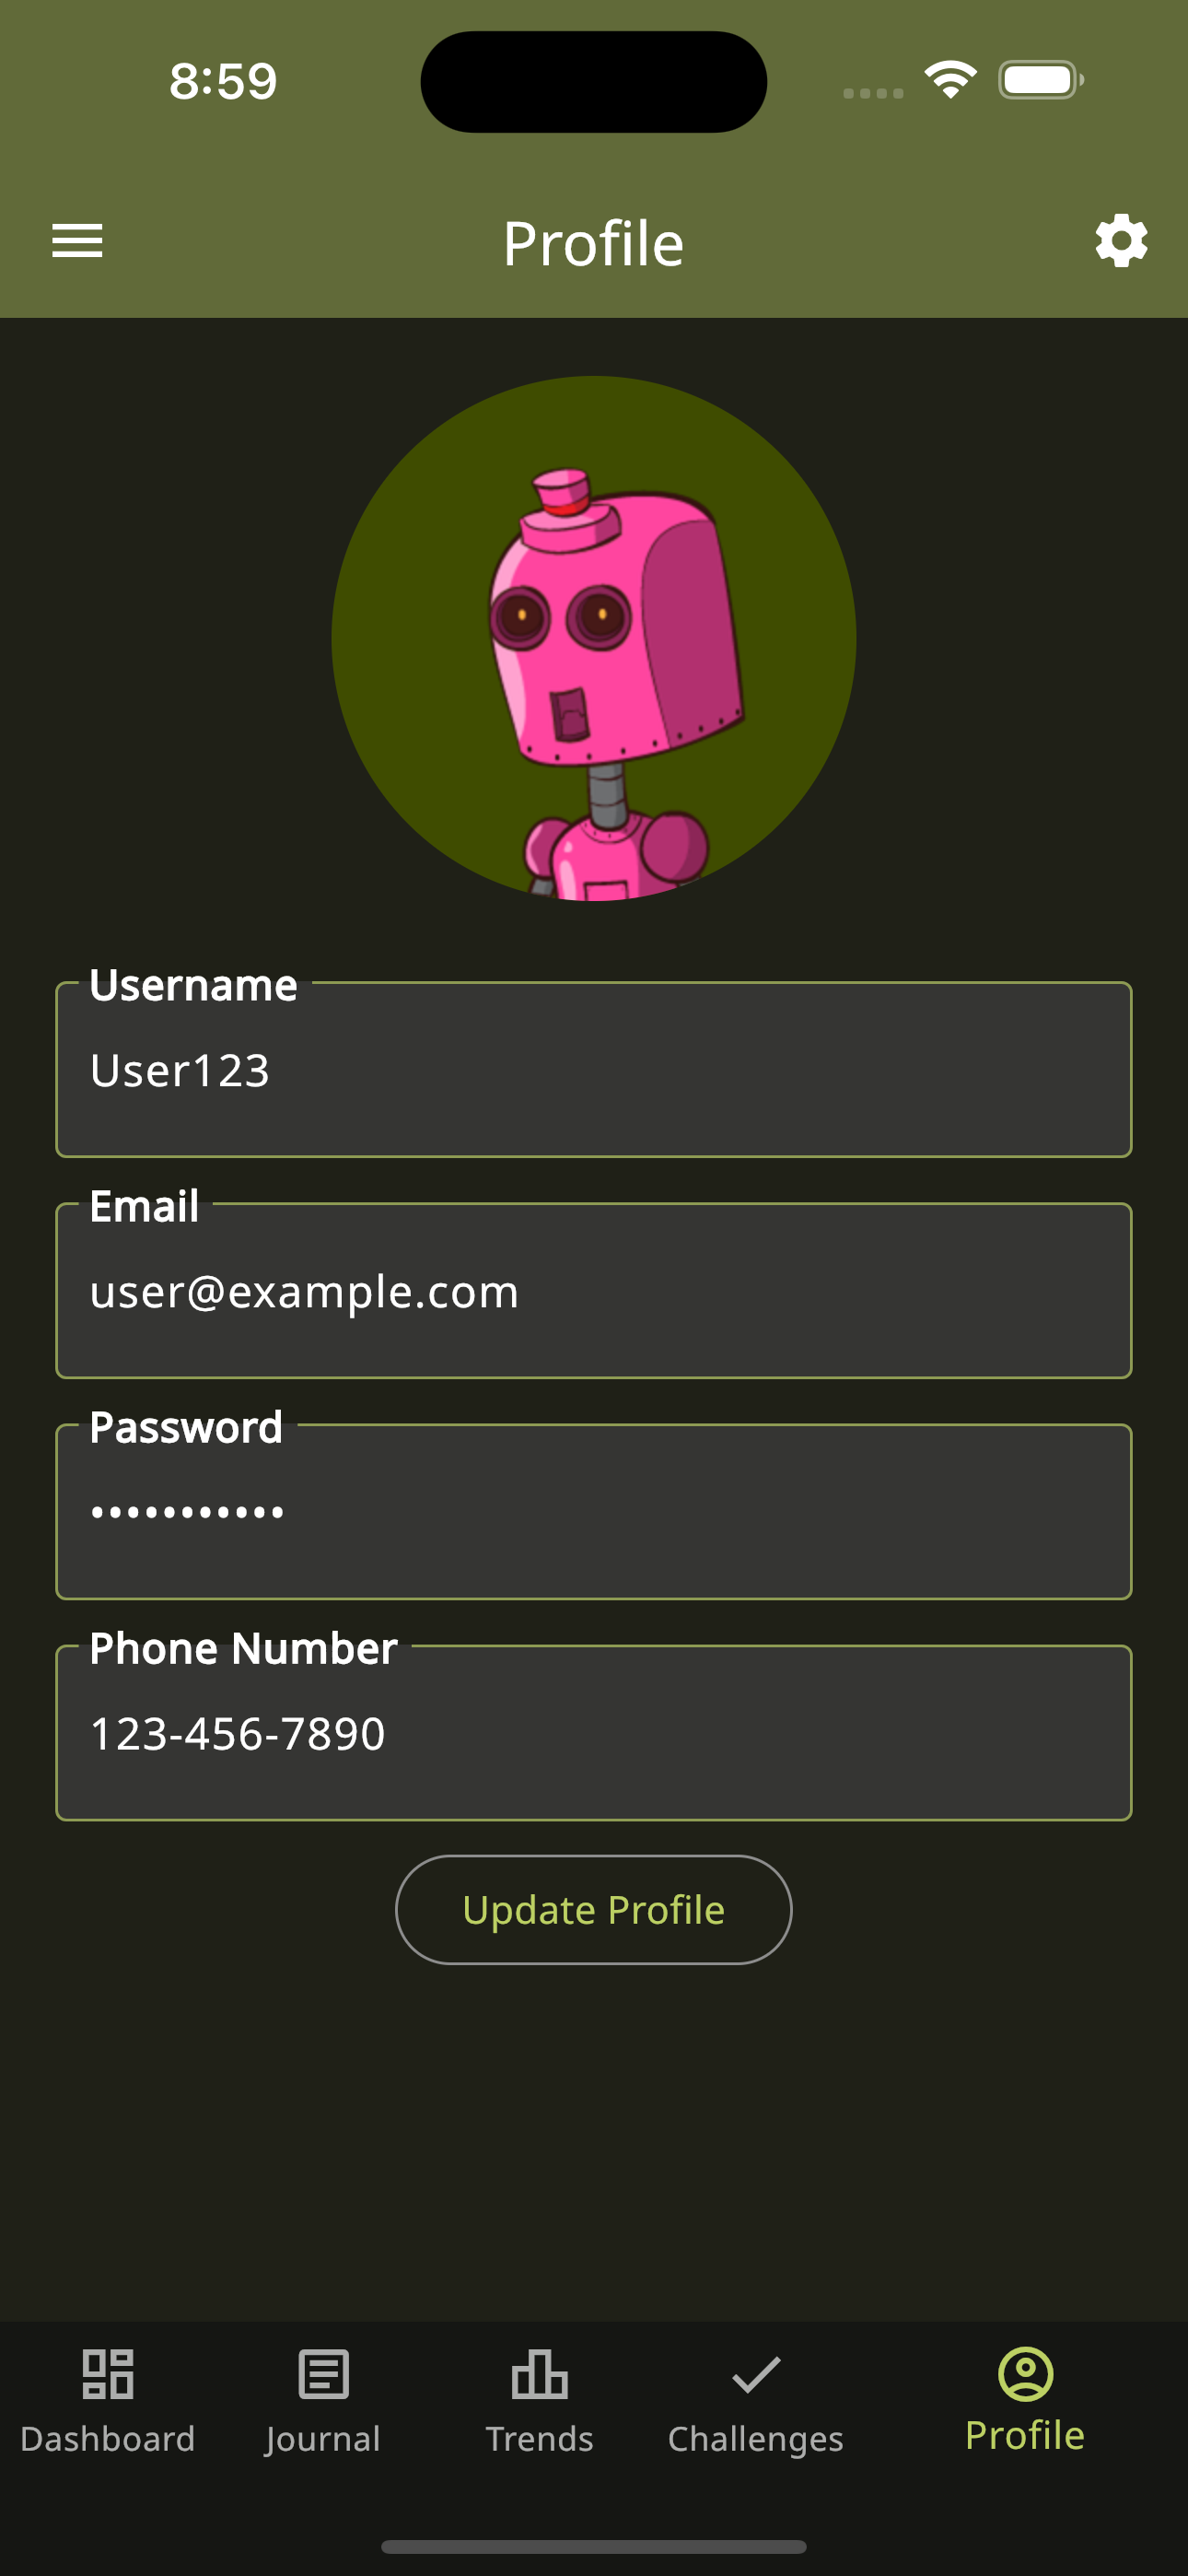 8:59
Profile
Username
User123
Email
user@example.com
Password
•••••••••••
Phone Number
123-456-7890
Update Profile
Dashboard
Journal
Trends
Challenges
Profile